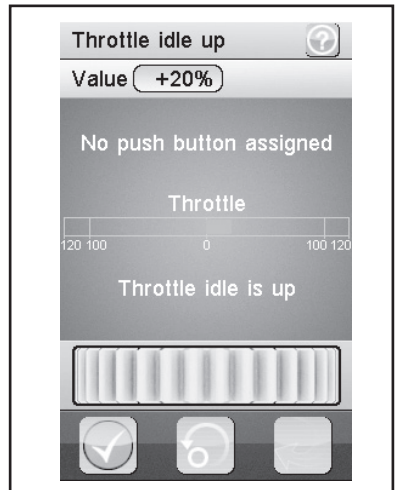 Throttle idle up ?
Value +20%
No push button assigned
Throttle
120 100 0 100 120
Throttle idle is up